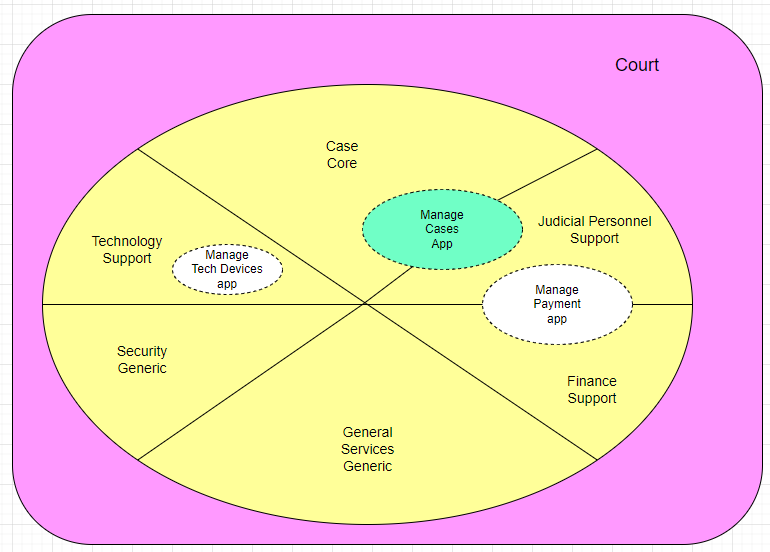 Court
Case
Core
Manage
Cases
App
Judicial Personnel
Support
Technology
Support
Manage
Tech Devices
app
Manage
Payment
app
Security
Generic
Finance
Support
General
Services
Generic